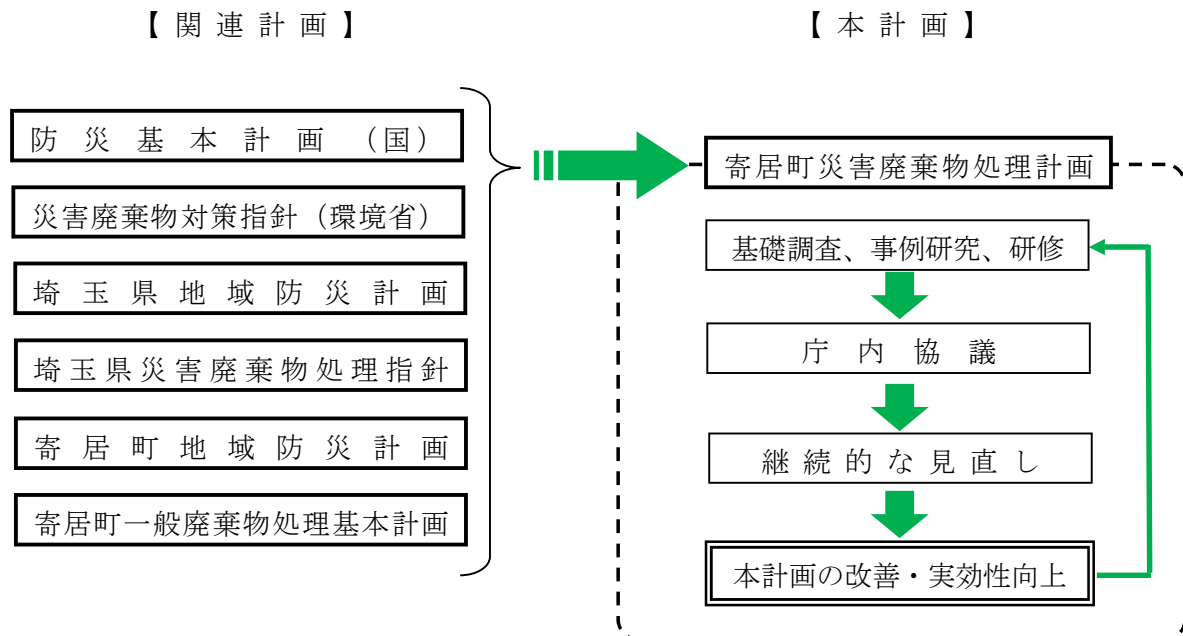 【関連計画】
防災基本計画（国）
災害廃棄物対策指針（環境省）
埼玉県地域防災計画
埼玉県災害廃棄物処理指針
寄居町地域防災計画
寄居町一般廃棄物処理基本計画
【本計画】
寄居町災害廃棄物処理計画
基礎調査、事例研究、研修
庁内協議
継続的な見直し
本計画の改善・実効性向上